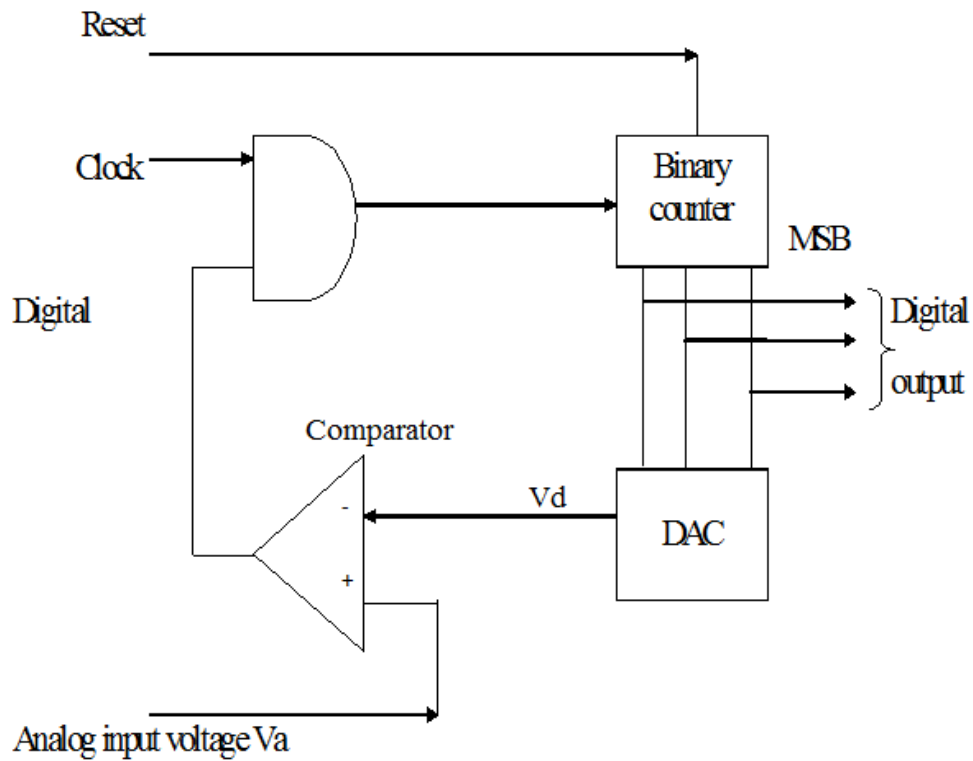 Reset
Clock
Binary
counter
MSB
Digital
Digital
output
Comparator
-
Vd
DAC
+
Analog input voltage Va